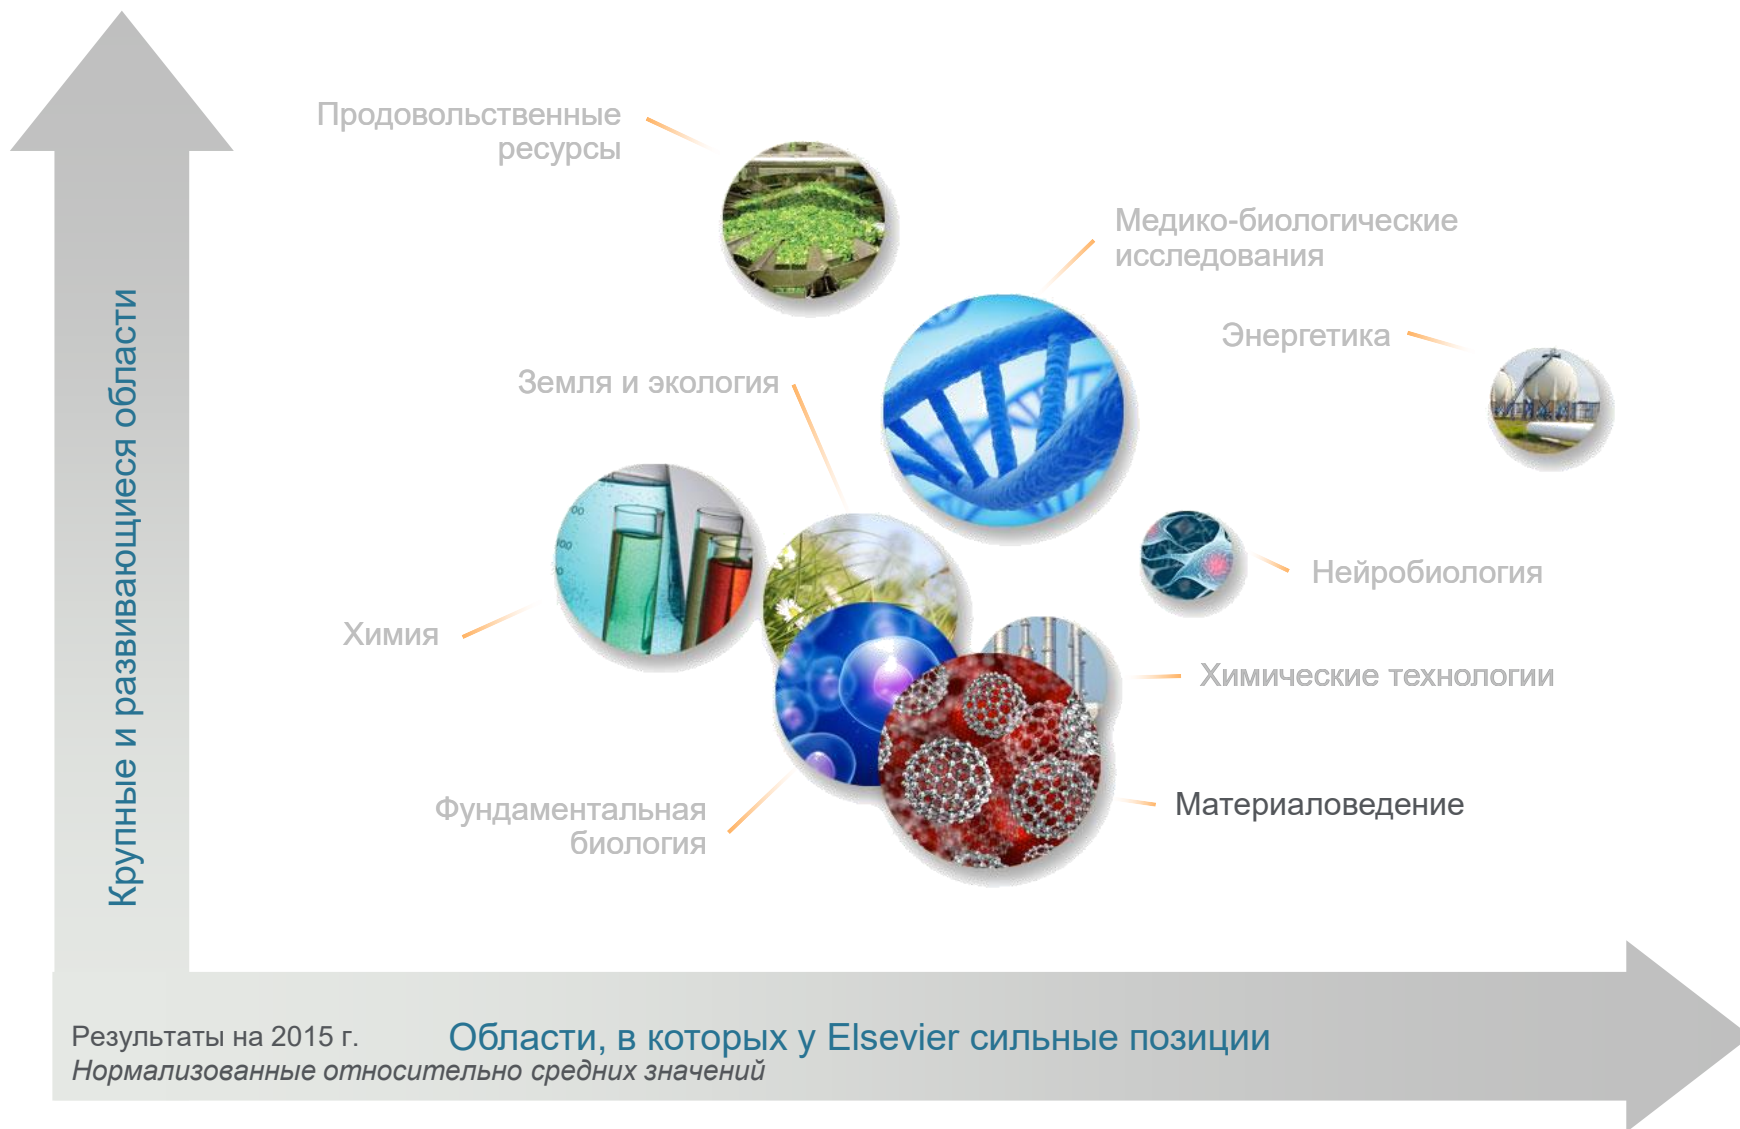 Продовольственные
ресурсы
Медико-биологические
исследования
Энергетика
Земля и экология
Нейробиология
Химия
Химические технологии
Материаловедение
Фундаментальная
биология
Крупные и развивающиеся области
Результаты на 2015 г.
Области, в которых у Elsevier сильные позиции
Нормализованные относительно средних значений